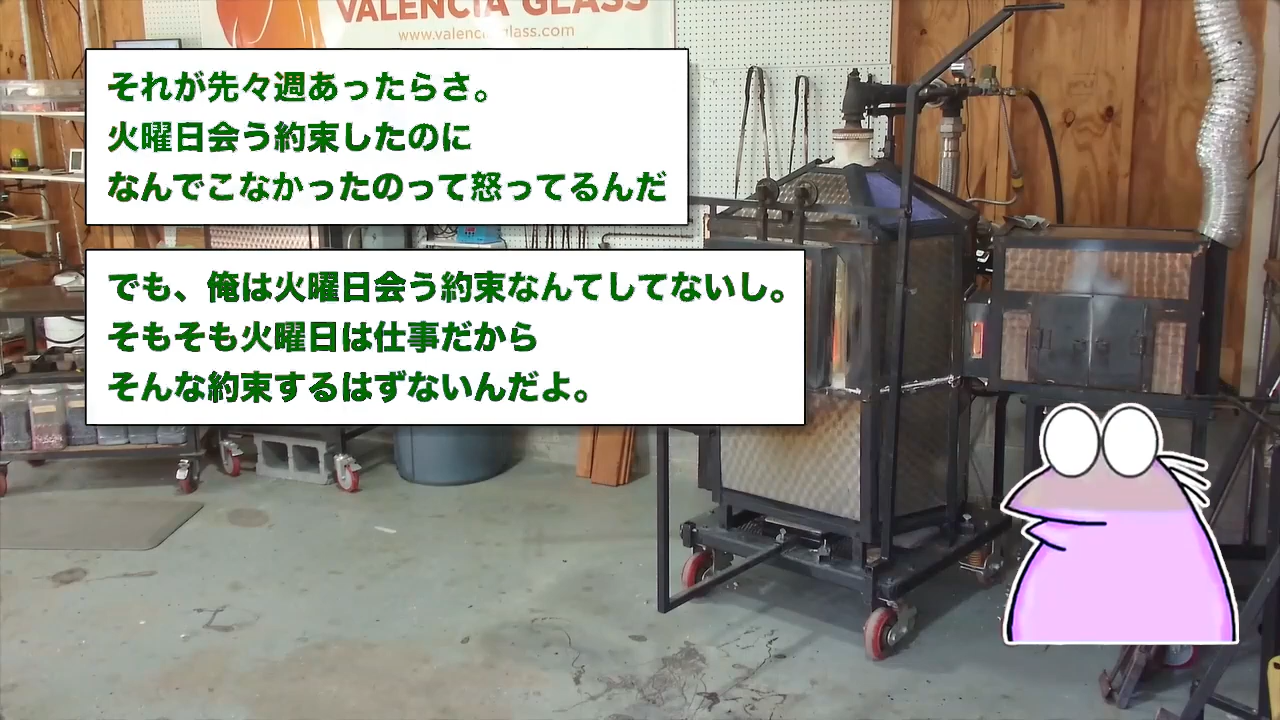 VALENCIA GLASS
www.valenciaglass.com
それが先々週あったらさ。
火曜日会う約束したのに
なんでこなかったのって怒ってるんだ
でも、俺は火曜日会う約束なんてしてないし。
そもそも火曜日は仕事だから
そんな約束するはずないんだよ。